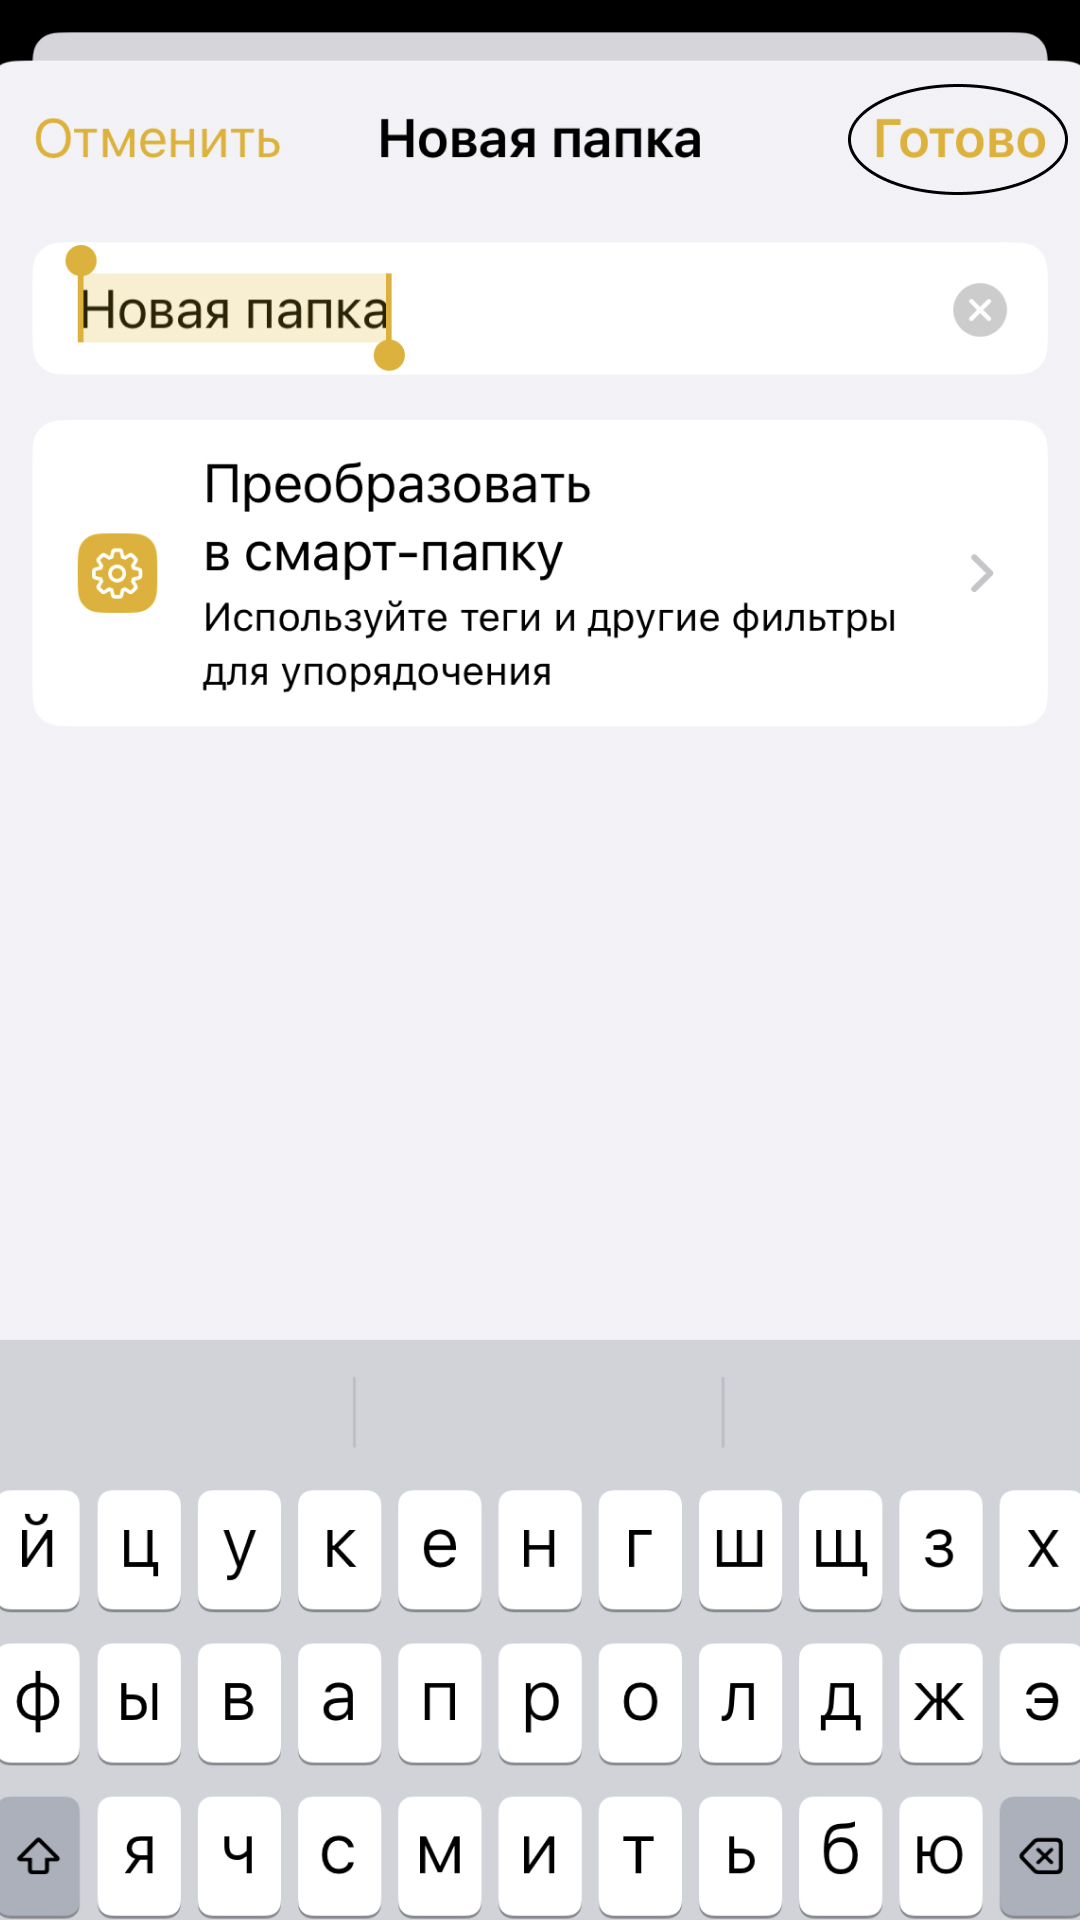 Отменить Новая папка Готово
Новая папка
Преобразовать
в смарт-папку
Используйте теги и другие фильтры
для упорядочения
й ц у к е н г ш щ з х
ф ы в а п р о л д ж э
я ч с м и т ь б ю